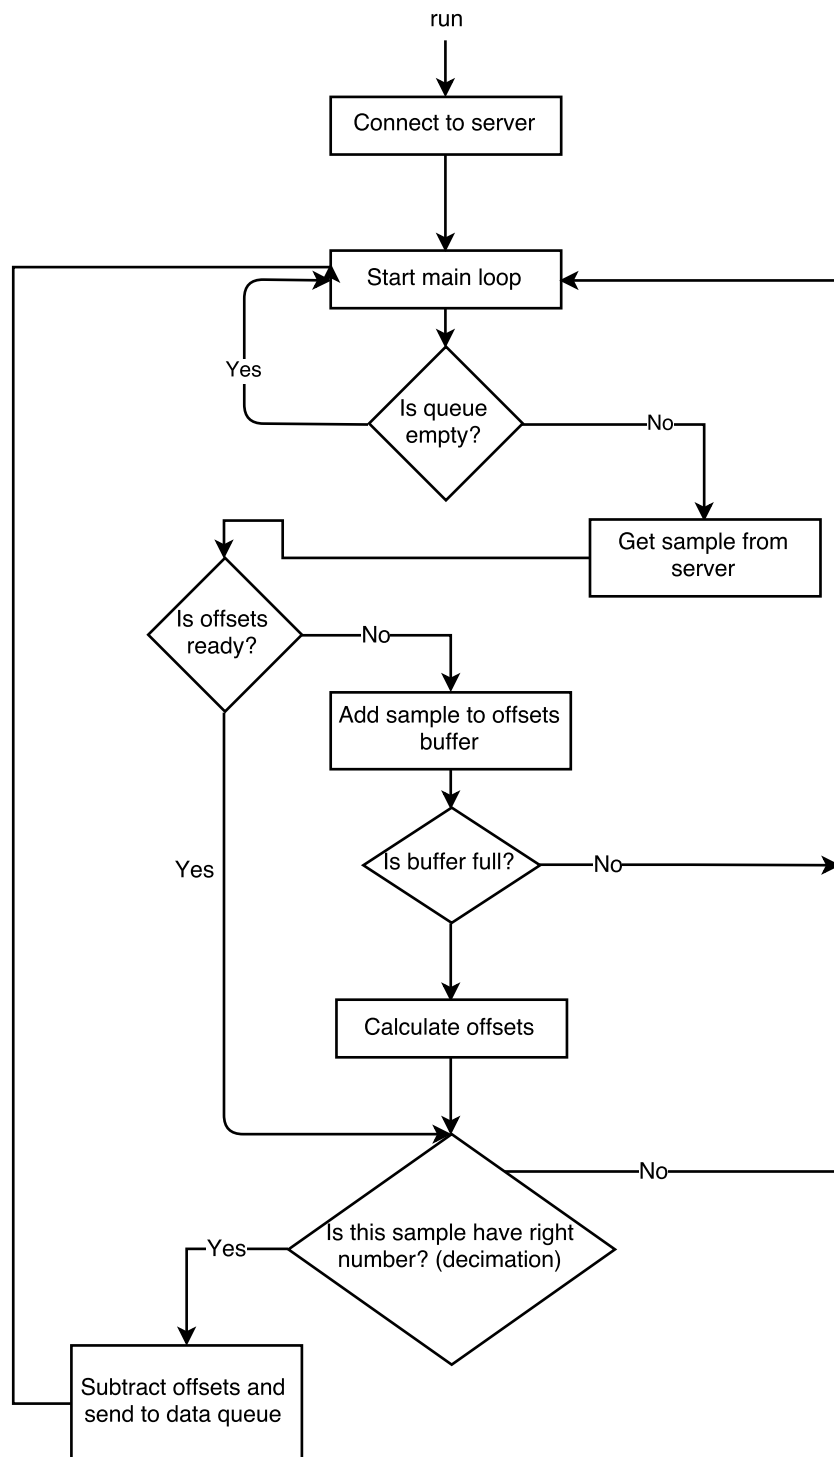 run
Connect to server
Start main loop
Yes
Is queue
empty?
No
Get sample from
server
Is offsets
ready?
No
Add sample to offsets
buffer
Yes
Is buffer full?
No
Calculate offsets
No
Is this sample have right
number? (decimation)
Yes
Subtract offsets and
send to data queue